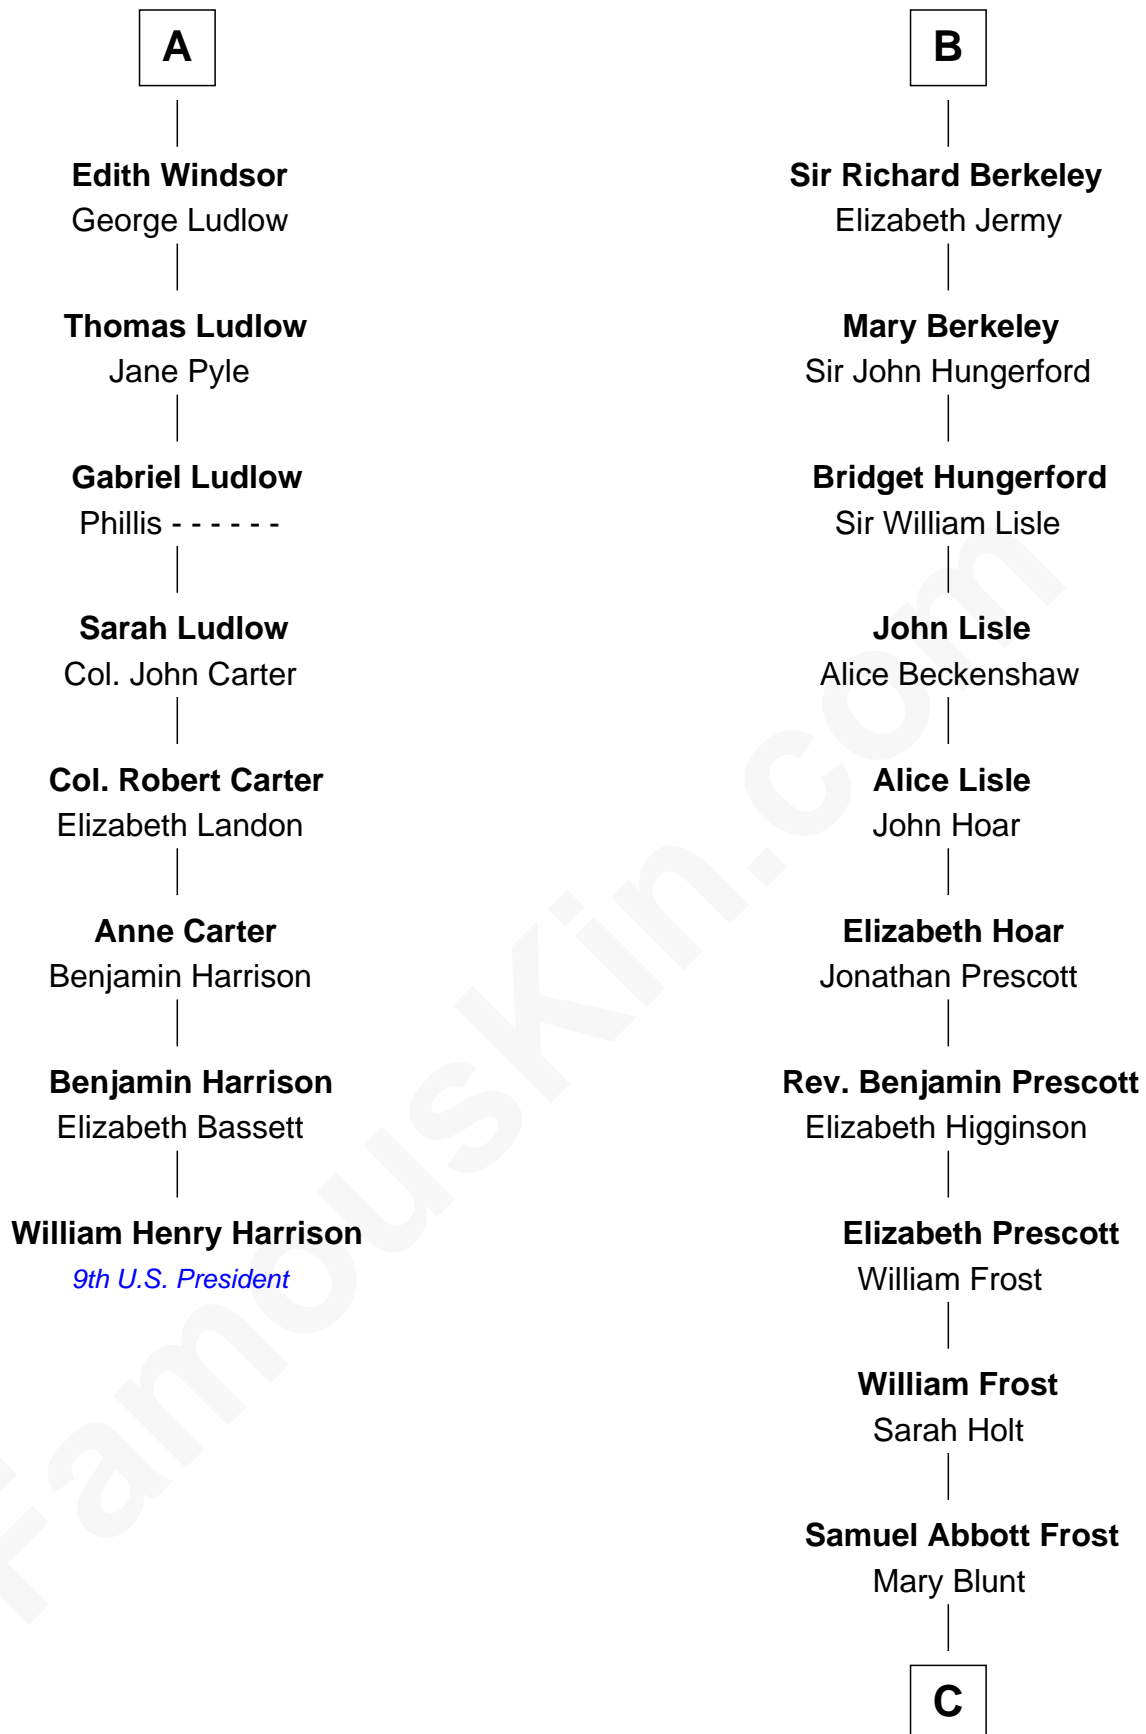 A
Edith Windsor
George Ludlow
Thomas Ludlow
Jane Pyle
Gabriel Ludlow
Phillis - - - - - -
Sarah Ludlow
Col. John Carter
Col. Robert Carter
Elizabeth Landon
Anne Carter
Benjamin Harrison
Benjamin Harrison
Elizabeth Bassett
William Henry Harrison
9th U.S. President
B
Sir Richard Berkeley
Elizabeth Jermy
Mary Berkeley
Sir John Hungerford
Bridget Hungerford
Sir William Lisle
John Lisle
Alice Beckenshaw
Alice Lisle
John Hoar
Elizabeth Hoar
Jonathan Prescott
Rev. Benjamin Prescott
Elizabeth Higginson
Elizabeth Prescott
William Frost
William Frost
Sarah Holt
Samuel Abbott Frost
Mary Blunt
C
FamousKin.com